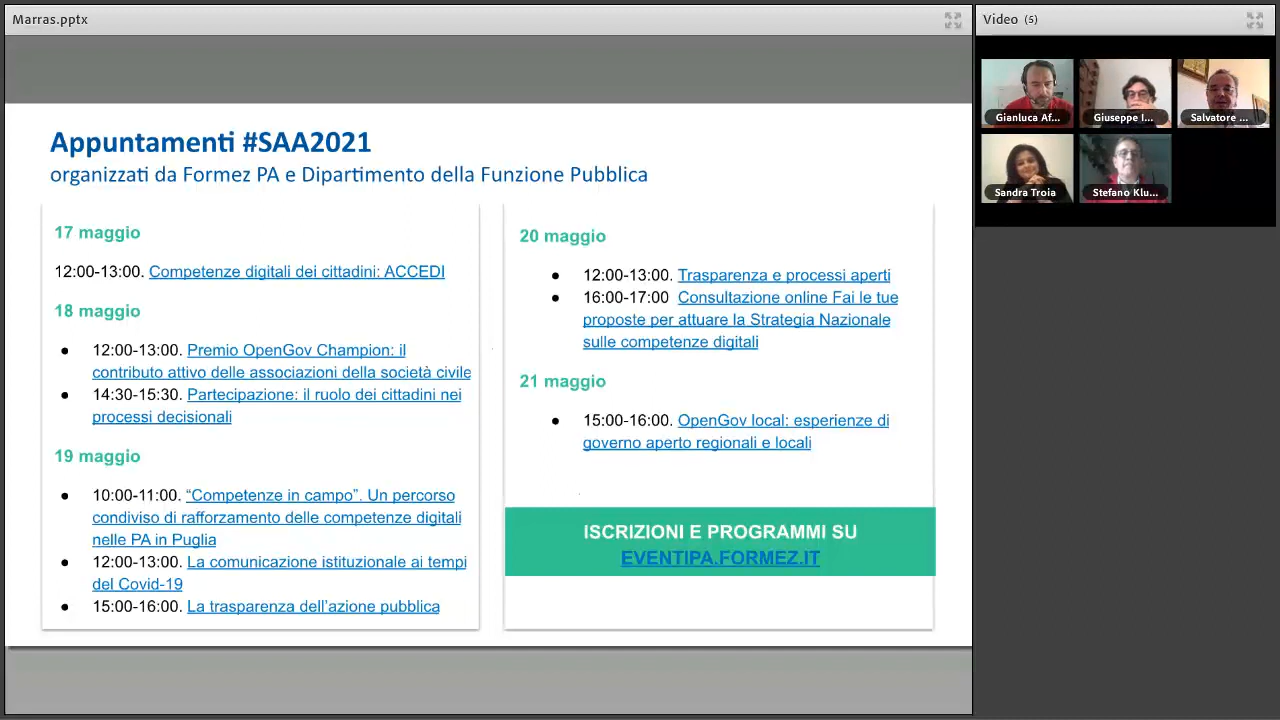 Marras.pptx
Appuntamenti #SAA2021
organizzati da Formez PA e Dipartimento della Funzione Pubblica
17 maggio
12:00-13:00. Competenze digitali dei cittadini: ACCEDI
18 maggio
● 12:00-13:00. Premio OpenGov Champion: il
contributo attivo delle associazioni della società civile
● 14:30-15:30. Partecipazione: il ruolo dei cittadini nei
processi decisionali
19 maggio
● 10:00-11:00. “Competenze in campo”. Un percorso
condiviso di rafforzamento delle competenze digitali
nelle PA in Puglia
● 12:00-13:00. La comunicazione istituzionale ai tempi
del Covid-19
● 15:00-16:00. La trasparenza dell’azione pubblica
20 maggio
● 12:00-13:00. Trasparenza e processi aperti
● 16:00-17:00 Consultazione online Fai le tue
proposte per attuare la Strategia Nazionale
sulle competenze digitali
21 maggio
● 15:00-16:00. OpenGov local: esperienze di
governo aperto regionali e locali
ISCRIZIONI E PROGRAMMI SU
EVENTIPA.FORMEZ.IT
Video (5)
Gianluca Af...
Giuseppe I...
Salvatore ...
Sandra Troia
Stefano Klu...